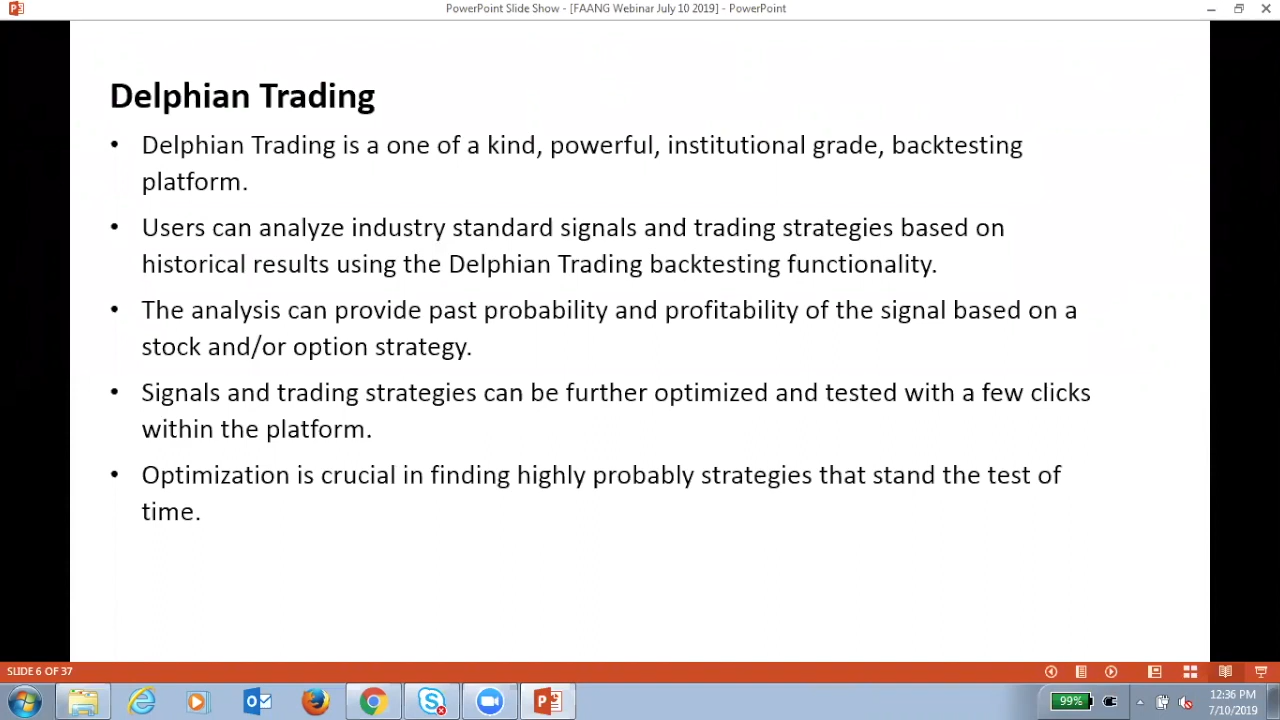 PowerPoint Slide Show - [FAANG Webinar July 10 2019] - PowerPoint
Delphian Trading
• Delphian Trading is a one of a kind, powerful, institutional grade, backtesting
platform.
• Users can analyze industry standard signals and trading strategies based on
historical results using the Delphian Trading backtesting functionality.
• The analysis can provide past probability and profitability of the signal based on a
stock and/or option strategy.
• Signals and trading strategies can be further optimized and tested with a few clicks
within the platform.
• Optimization is crucial in finding highly probably strategies that stand the test of
time.
SLIDE 6 OF 37
99%
12:36 PM
7/10/2019